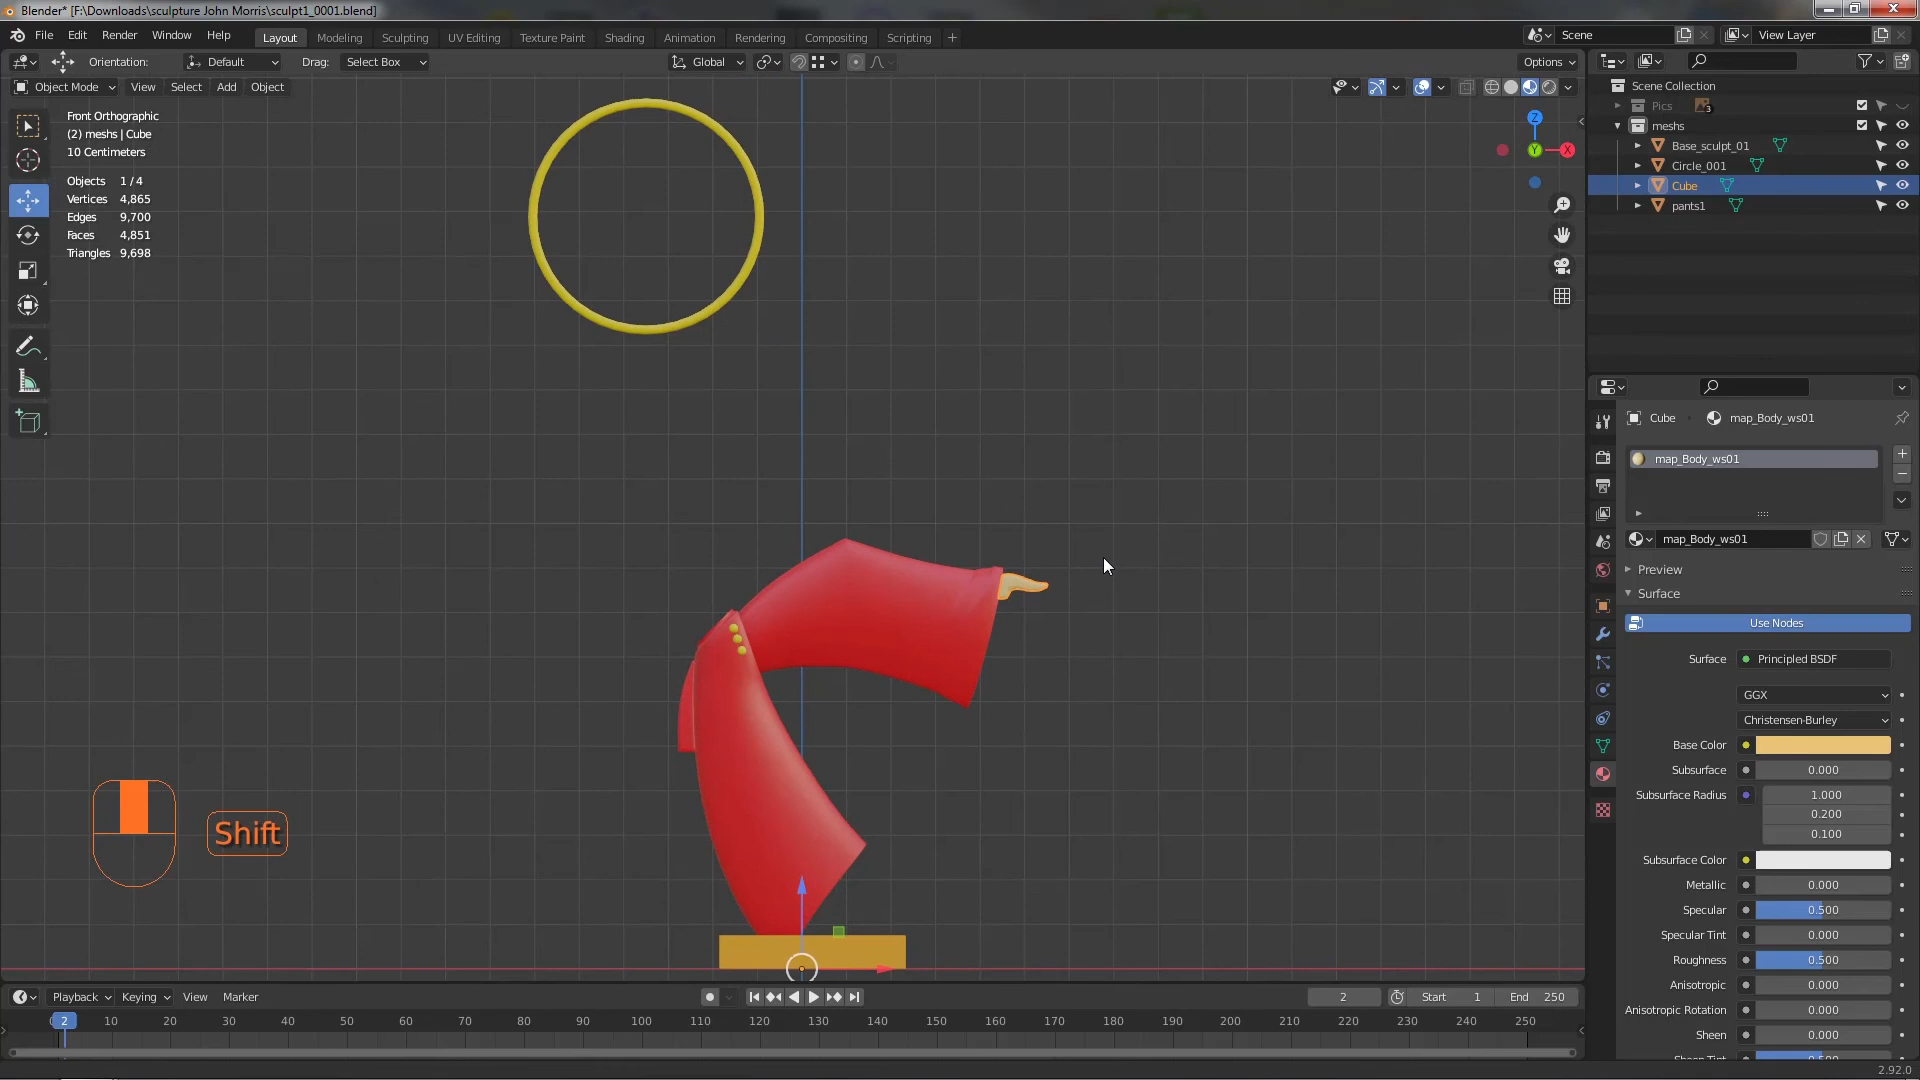 Blender* [F:\Downloads\sculpture John Morris\sculpt1_0001.blend]
File Edit Render Window Help Layout Modeling Sculpting UV Editing Texture Paint Shading Animation Rendering Compositing Scripting + Scene View Layer
Orientation: Default Drag: Select Box Global Options
Object Mode View Select Add Object
Front Orthographic
(2) meshs | Cube
10 Centimeters
Objects 1/4
Vertices 4,865
Edges 9,700
Faces 4,851
Triangles 9,698
Z
Y
X
Shift
Scene Collection
Pics 3
meshs
Base_sculpt_01
Circle_001
Cube
pants1
Cube map_Body_ws01
map_Body_ws01
map_Body_ws01
Preview
Surface
Use Nodes
Surface Principled BSDF
GGX
Christensen-Burley
Base Color
Subsurface 0.000
Subsurface Radius 1.000
0.200
0.100
Subsurface Color
Metallic 0.000
Specular 0.500
Specular Tint 0.000
Roughness 0.500
Anisotropic 0.000
Anisotropic Rotation 0.000
Sheen 0.000
Playback Keying View Marker 2 Start 1 End 250
2 10 20 30 40 50 60 70 80 90 100 110 120 130 140 150 160 170 180 190 200 210 220 230 240 250
2.92.0